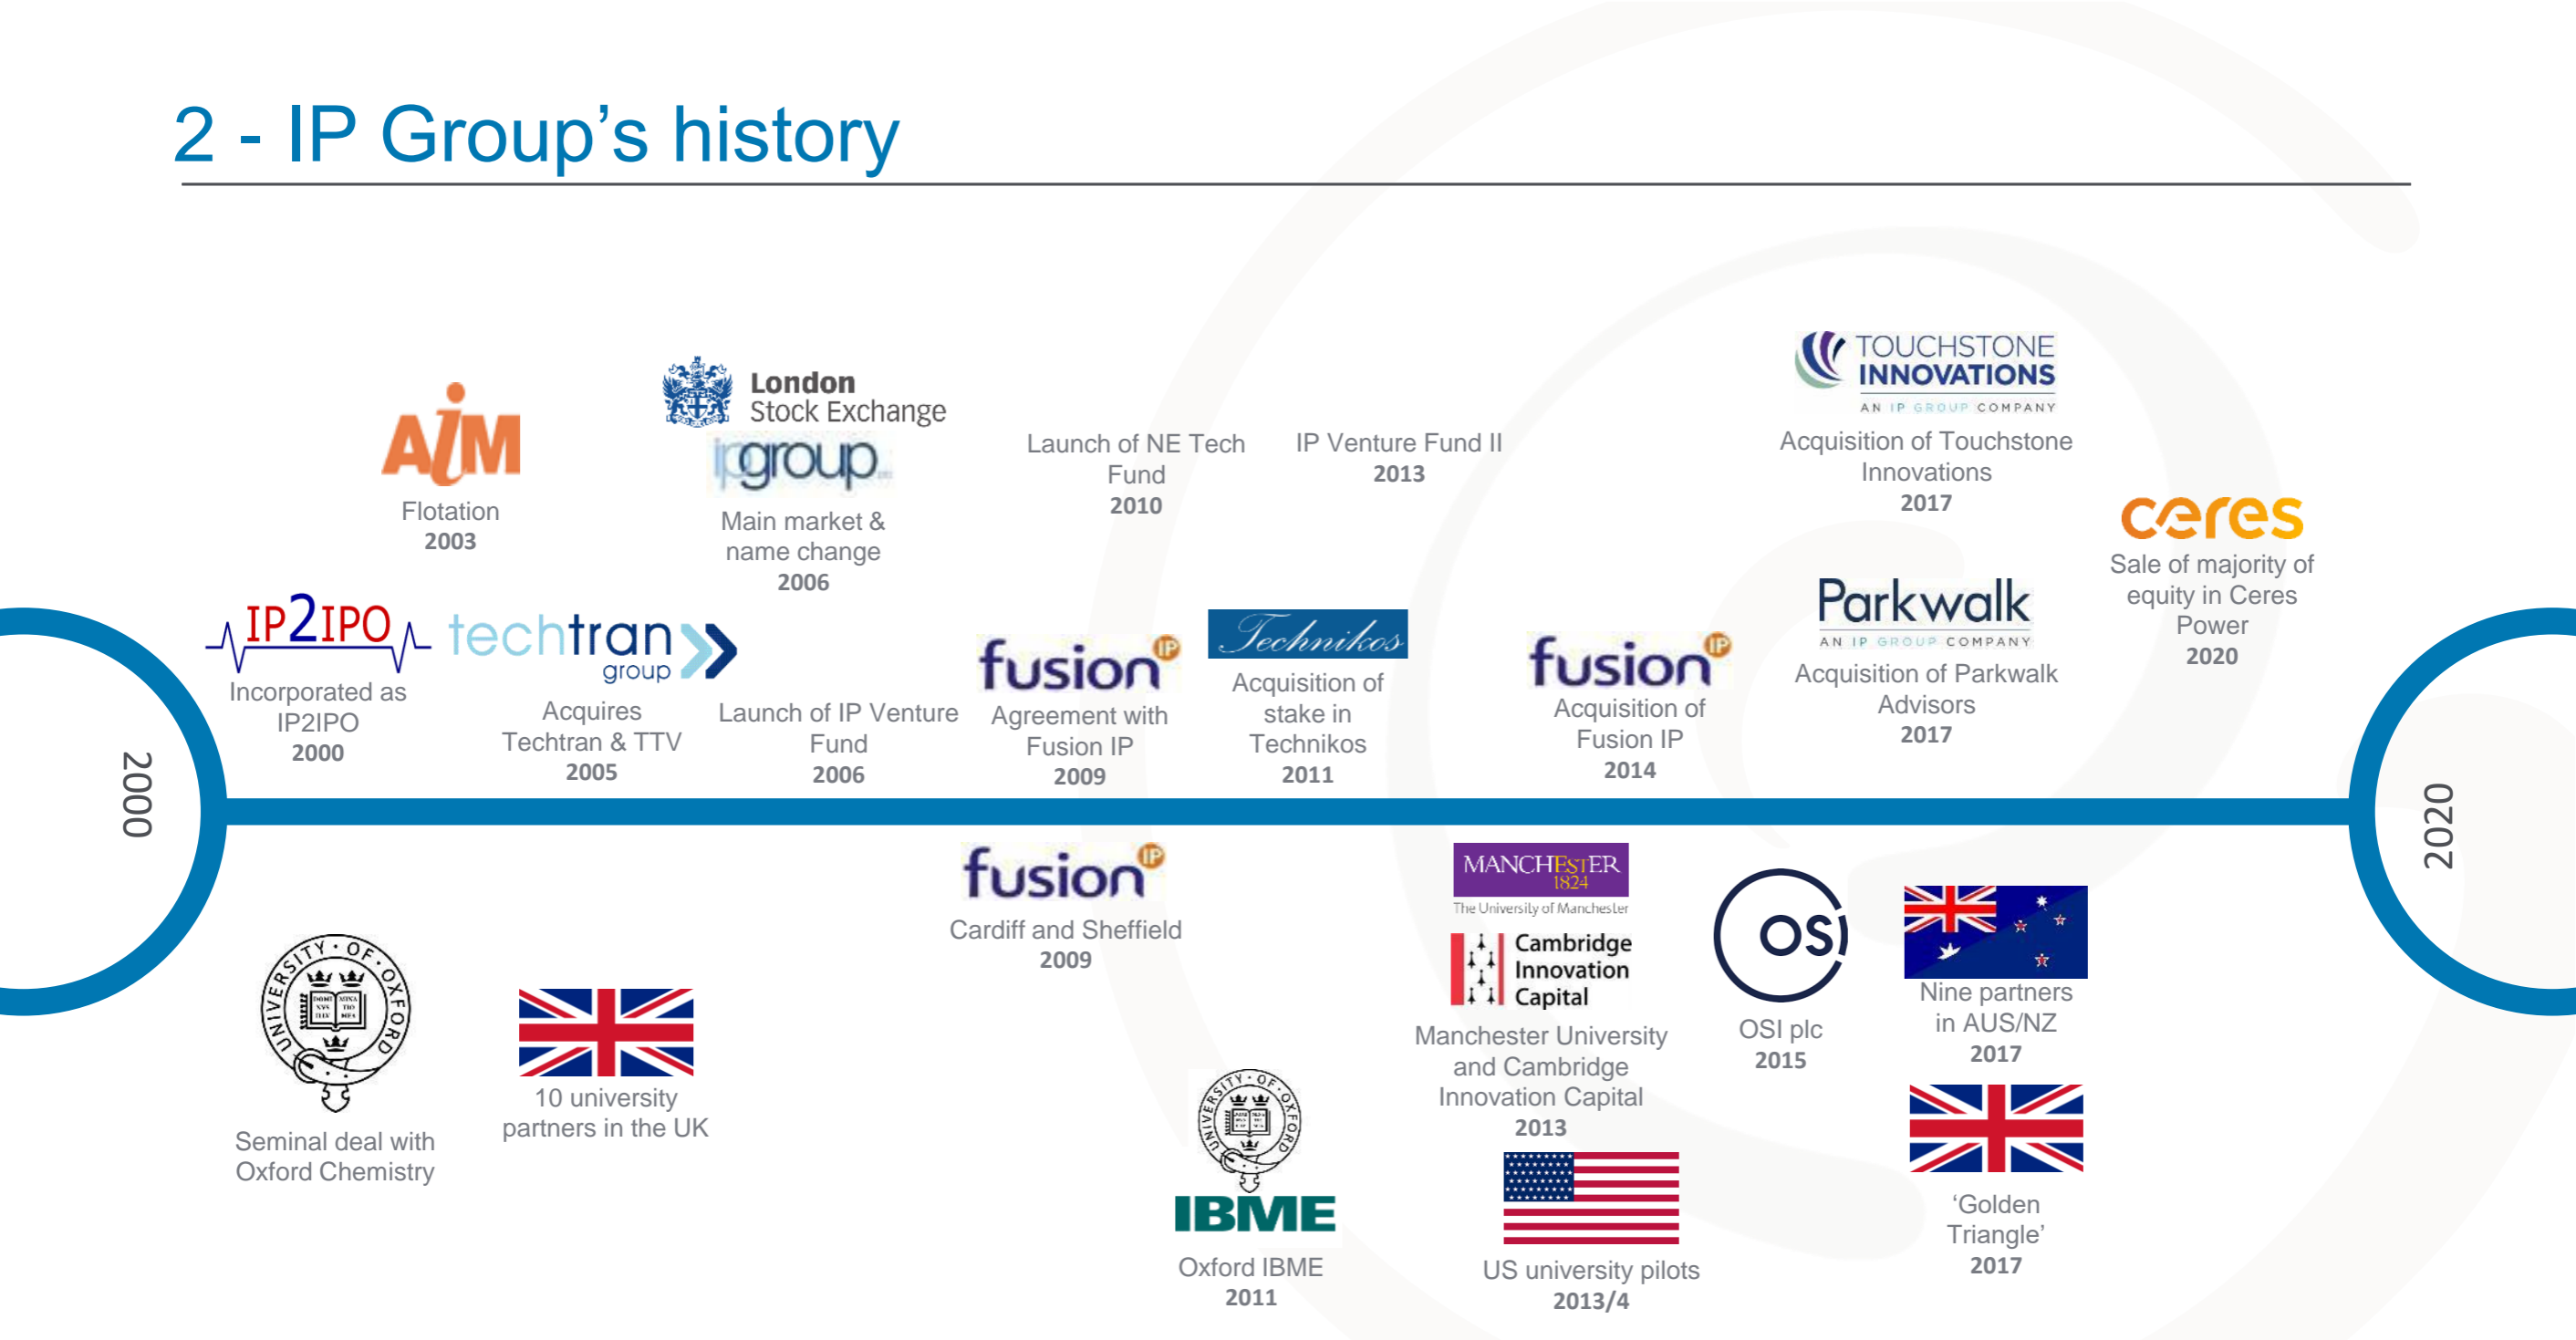 2 - IP Group’s history
AiM
Flotation
2003
London
Stock Exchange
ipgroup
Main market &
name change
2006
Launch of NE Tech
Fund
2010
IP Venture Fund II
2013
TOUCHSTONE
INNOVATIONS
AN IP GROUP COMPANY
Acquisition of Touchstone
Innovations
2017
ceres
Sale of majority of
equity in Ceres
Power
2020
IP2IPO
Incorporated as
IP2IPO
2000
techtran
group
Acquires
Techtran & TTV
2005
Launch of IP Venture
Fund
2006
fusion IP
Agreement with
Fusion IP
2009
Technikos
Acquisition of
stake in
Technikos
2011
fusion IP
Acquisition of
Fusion IP
2014
Parkwalk
AN IP GROUP COMPANY
Acquisition of Parkwalk
Advisors
2017
2000
2020
UNIVERSITY · OF · OXFORD
Seminal deal with
Oxford Chemistry
10 university
partners in the UK
fusion IP
Cardiff and Sheffield
2009
UNIVERSITY · OF · OXFORD
IBME
Oxford IBME
2011
MANCHESTER
1824
The University of Manchester
Cambridge
Innovation
Capital
Manchester University
and Cambridge
Innovation Capital
2013
US university pilots
2013/4
OSI
OSI plc
2015
Nine partners
in AUS/NZ
2017
‘Golden
Triangle’
2017